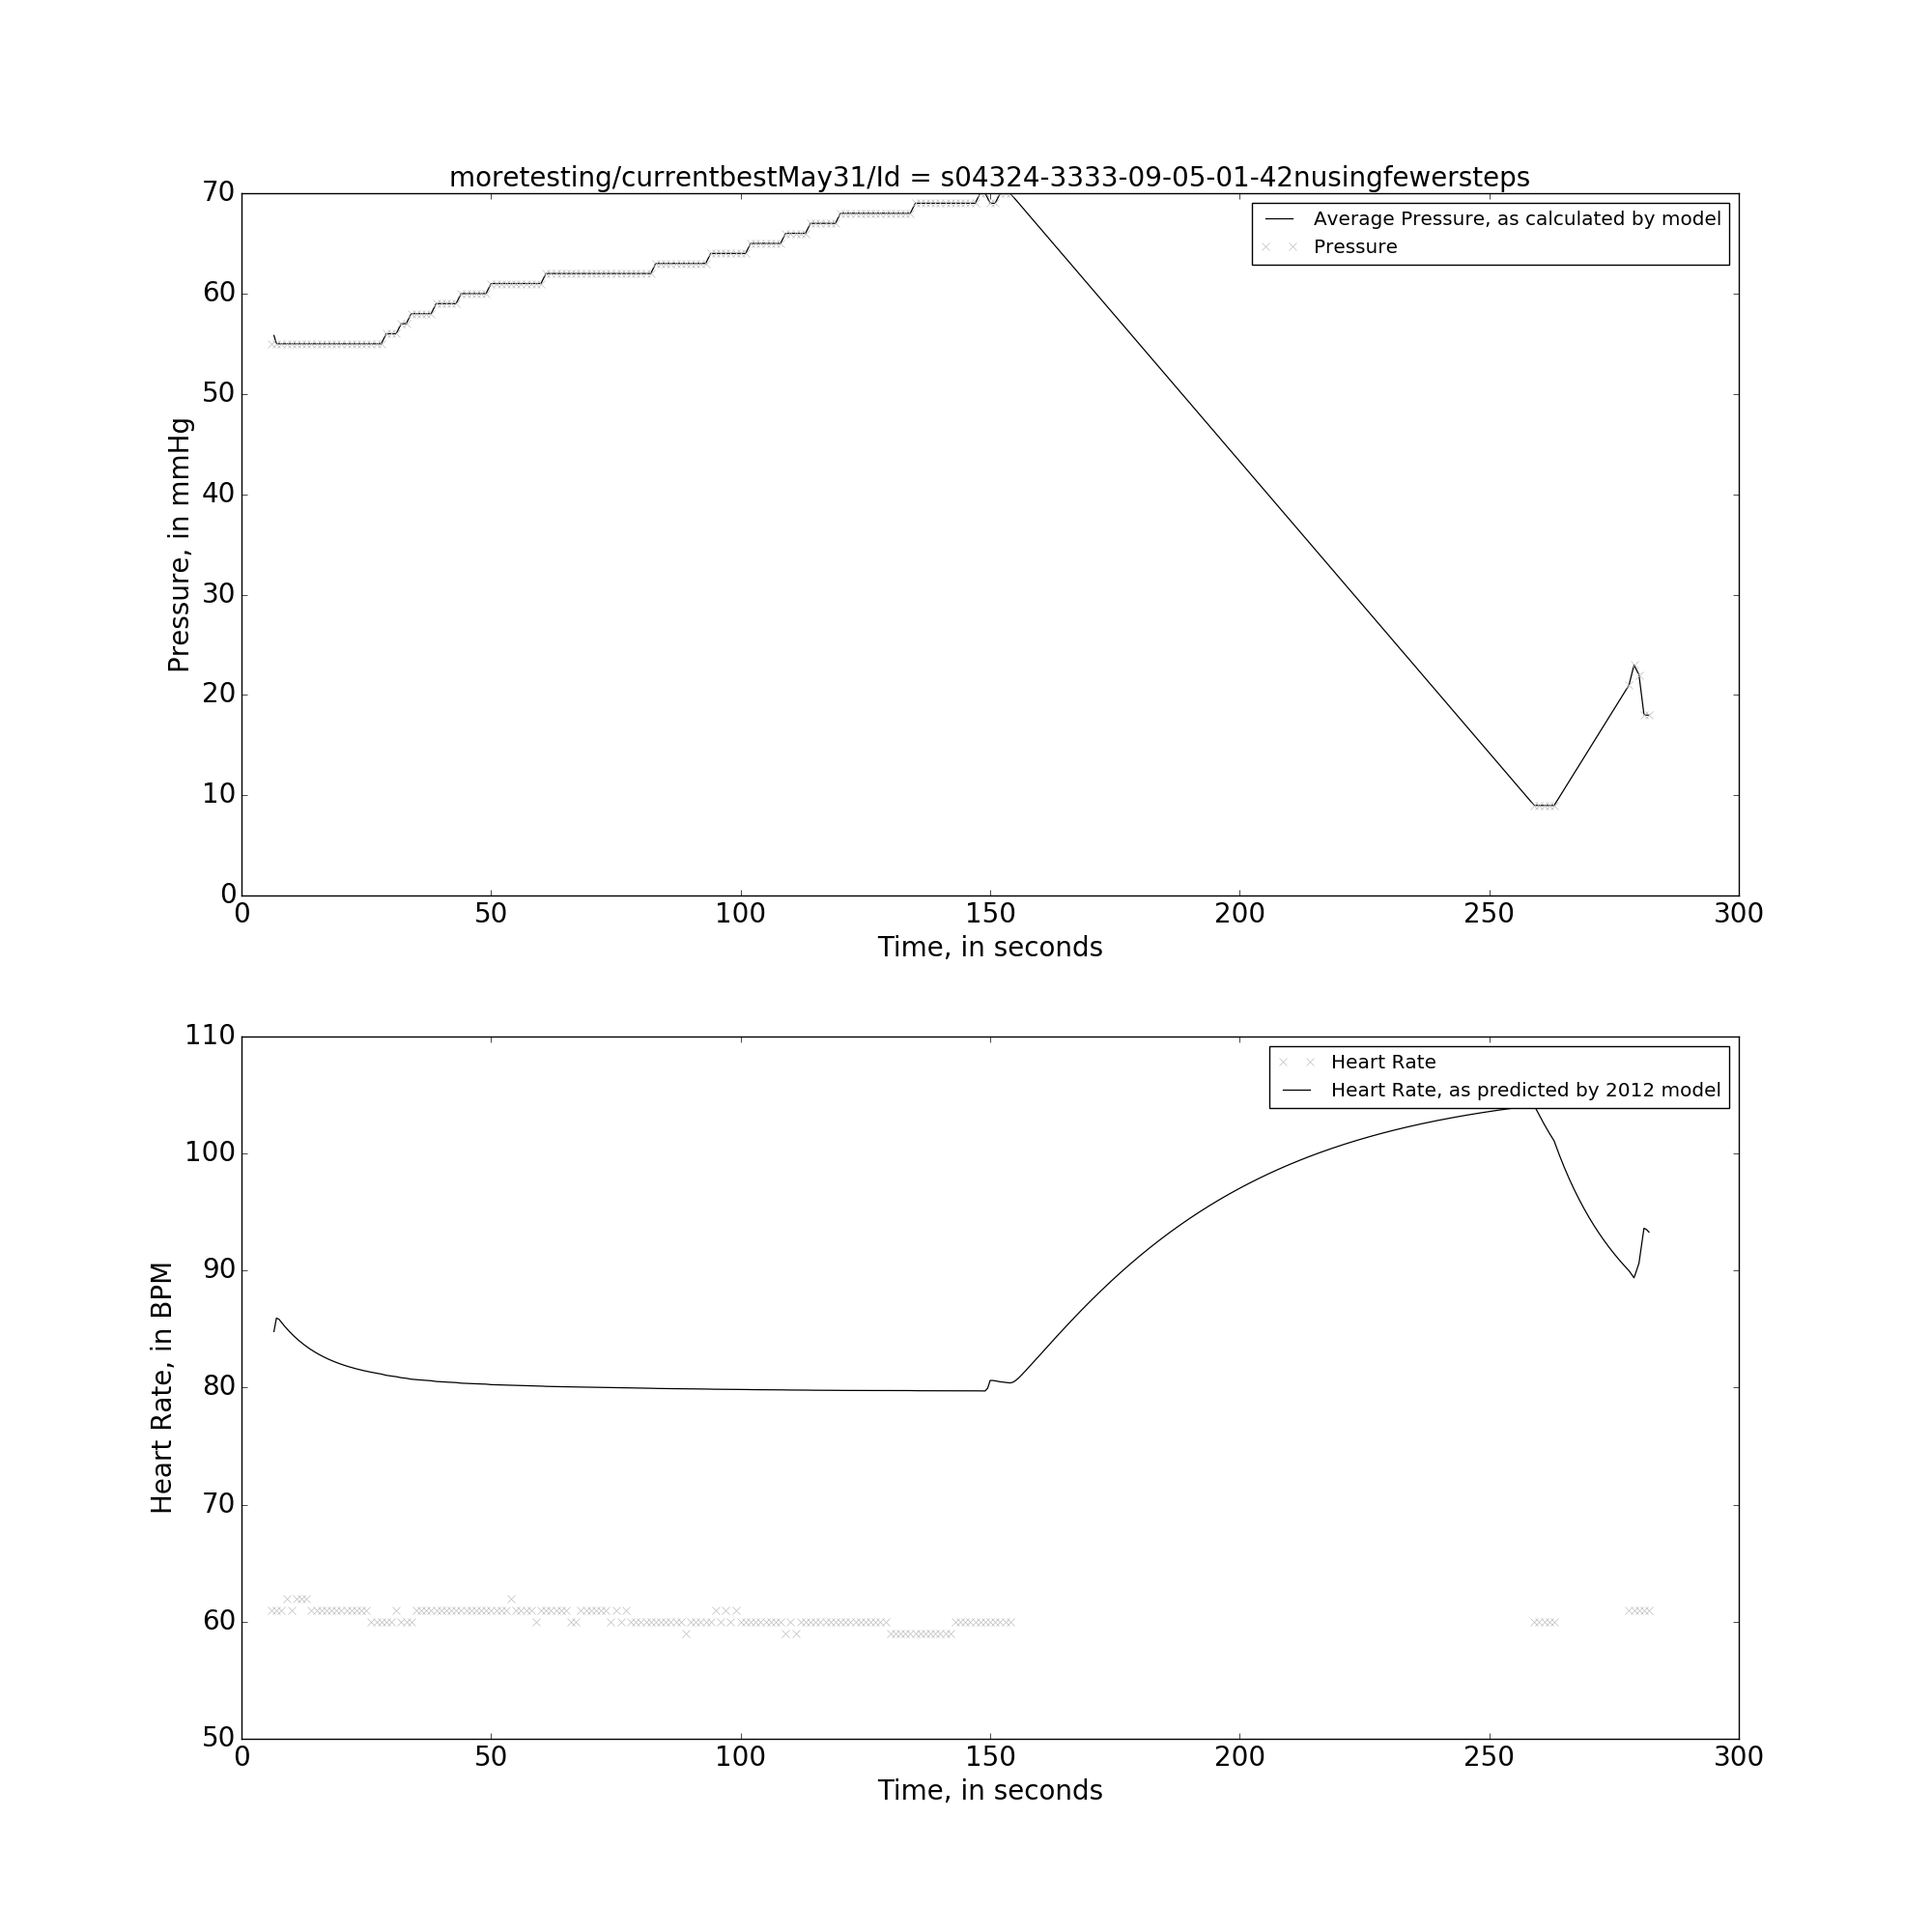 moretesting/currentbestMay31/Id = s04324-3333-09-05-01-42nusingfewersteps
70
60
50
40
30
20
10
0
Pressure, in mmHg
Average Pressure, as calculated by model
Pressure
0 50 100 150 200 250 300
Time, in seconds
110
100
90
80
70
60
50
Heart Rate, in BPM
Heart Rate
Heart Rate, as predicted by 2012 model
0 50 100 150 200 250 300
Time, in seconds